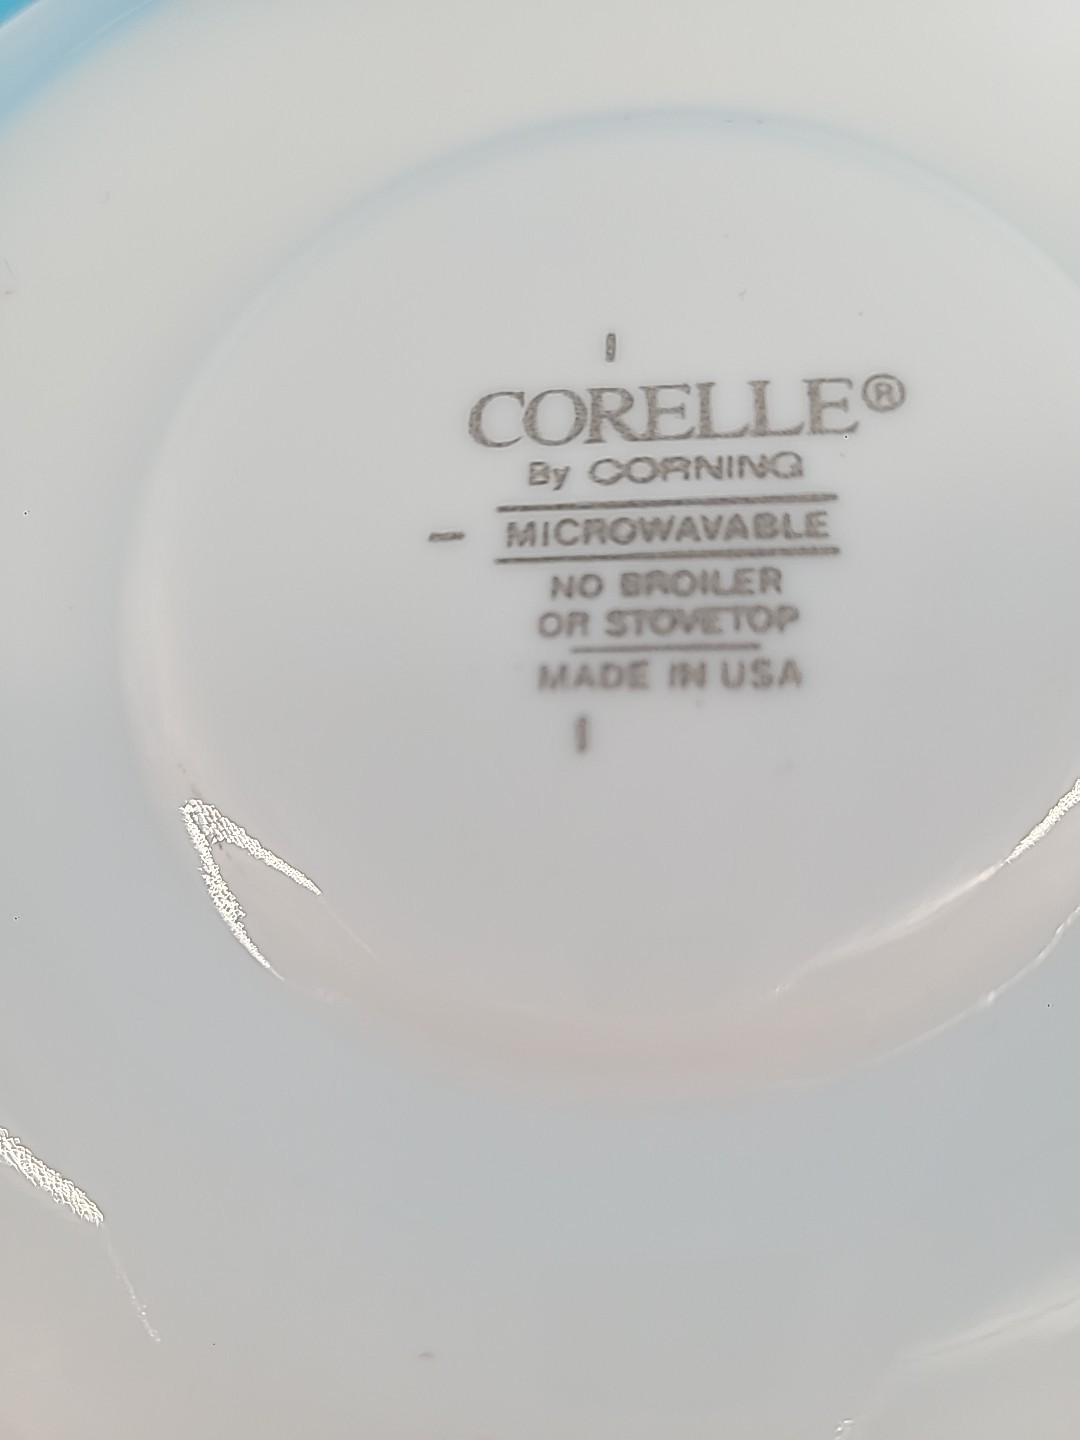 CORELLE®
By CORNING
MICROWAVABLE
NO BROILER
OR STOVETOP
MADE IN USA